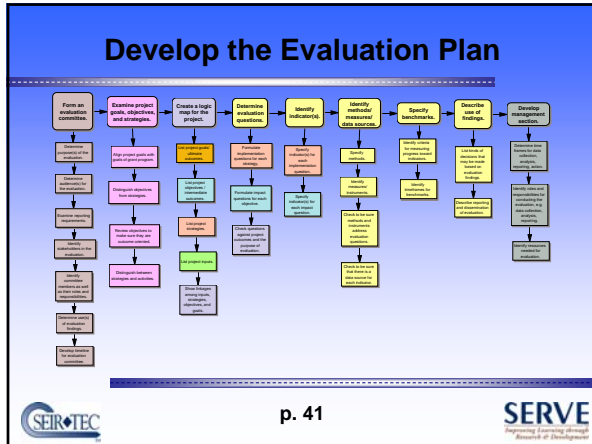 Develop the Evaluation Plan
Form an
evaluation
committee.
Determine
purpose(s) of the
evaluation.
Determine
audience(s) for
the evaluation.
Examine reporting
requirements.
Identify
stakeholders in the
evaluation.
Identify
committee
members as well
as their roles and
responsibilities.
Determine use(s)
of evaluation
findings.
Develop timeline
for evaluation
committee.
Examine project
goals, objectives,
and strategies.
Align project goals with
goals of grant program.
Distinguish objectives
from strategies.
Review objectives to
make sure they are
outcome oriented.
Distinguish between
strategies and activities.
Create a logic
map for the
project.
List project goals/
ultimate
outcomes.
List project
objectives /
intermediate
outcomes.
List project
strategies.
List project inputs.
Show linkages
among inputs,
strategies,
objectives, and
goals.
Determine
evaluation
questions.
Formulate
implementation
questions for each
strategy.
Formulate impact
questions for each
objective.
Check questions
against project
outcomes and the
purpose of
evaluation.
Identify
indicator(s).
Specify
indicator(s) for
each
implementation
question.
Specify
indicator(s) for
each impact
question.
Identify
methods/
measures/
data sources.
Specify
methods.
Identify
measures/
instruments.
Check to be sure
methods and
instruments
address
evaluation
questions.
Check to be sure
that there is a
data source for
each indicator.
Specify
benchmarks.
Identify criteria
for measuring
progress toward
indicators.
Identify
timeframes for
benchmarks.
Describe
use of
findings.
List kinds of
decisions that
may be made
based on
evaluation
findings.
Describe reporting
and dissemination
of evaluation.
Develop
management
section.
Determine time
frames for data
collection,
analysis,
reporting, action.
Identify roles and
responsibilities for
conducting the
evaluation, e.g.
data collection,
analysis,
reporting.
Identify resources
needed for
evaluation.
SEIR♦TEC
p. 41
SERVE
Improving Learning through
Research & Development